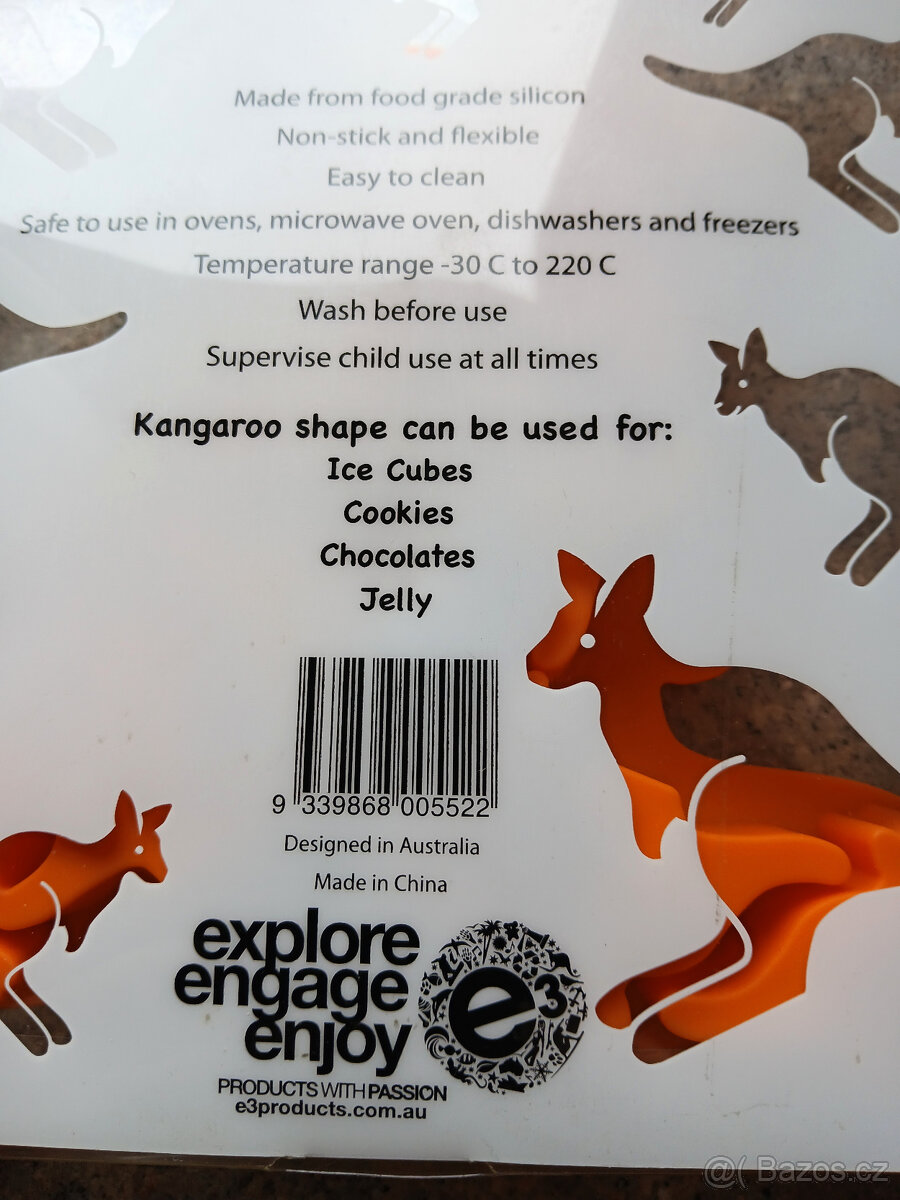 Made from food grade silicon
Non-stick and flexible
Easy to clean
Safe to use in ovens, microwave oven, dishwashers and freezers
Temperature range -30 C to 220 C
Wash before use
Supervise child use at all times
Kangaroo shape can be used for:
Ice Cubes
Cookies
Chocolates
Jelly
9 339868 005522
Designed in Australia
Made in China
explore
engage
enjoy
e3
PRODUCTS WITH PASSION
e3products.com.au
@( Bazos.cz